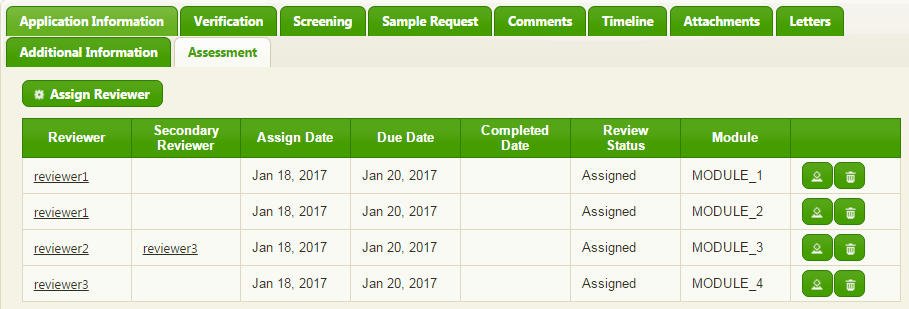 Application Information Verification Screening Sample Request Comments Timeline Attachments Letters
Additional Information Assessment
Assign Reviewer
Reviewer Secondary Reviewer Assign Date Due Date Completed Date Review Status Module
reviewer1 Jan 18, 2017 Jan 20, 2017 Assigned MODULE_1
reviewer1 Jan 18, 2017 Jan 20, 2017 Assigned MODULE_2
reviewer2 reviewer3 Jan 18, 2017 Jan 20, 2017 Assigned MODULE_3
reviewer3 Jan 18, 2017 Jan 20, 2017 Assigned MODULE_4